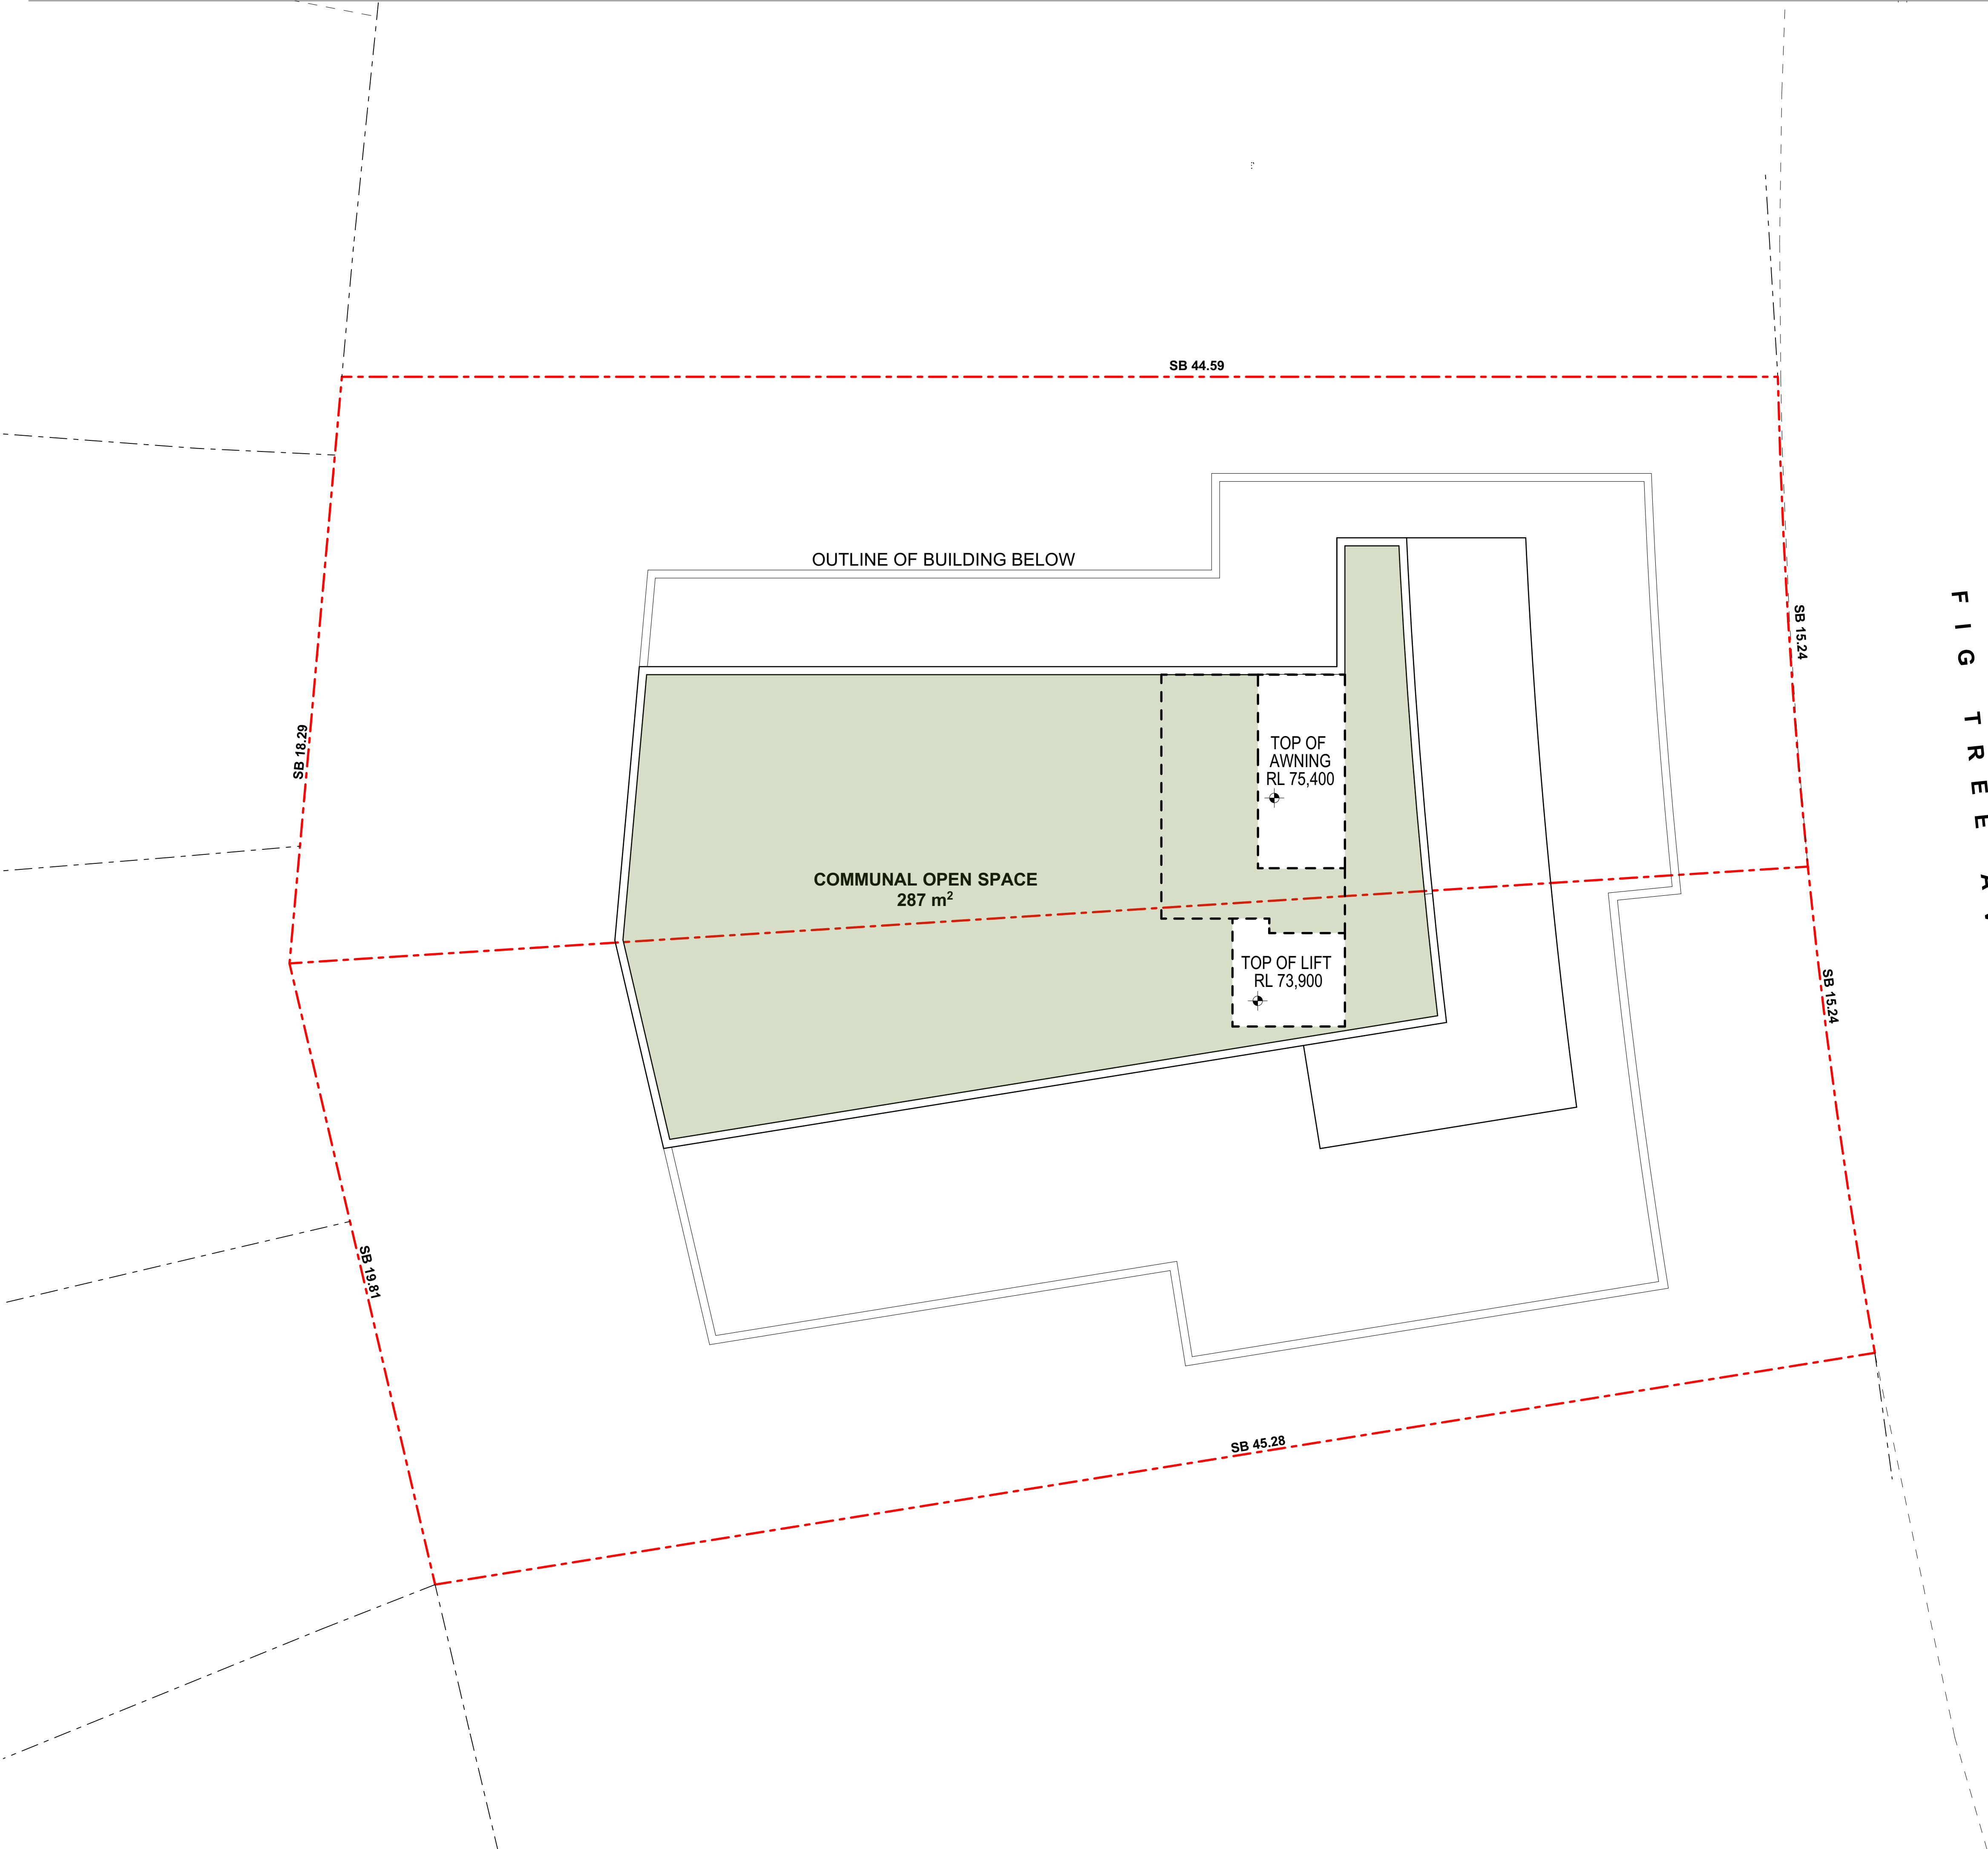 SB 44.59
OUTLINE OF BUILDING BELOW
SB 15.24
FIG TREE
SB 18.29
TOP OF
AWNING
RL 75,400
COMMUNAL OPEN SPACE
287 m²
TOP OF LIFT
RL 73,900
SB 15.24
SB 19.81
SB 45.28